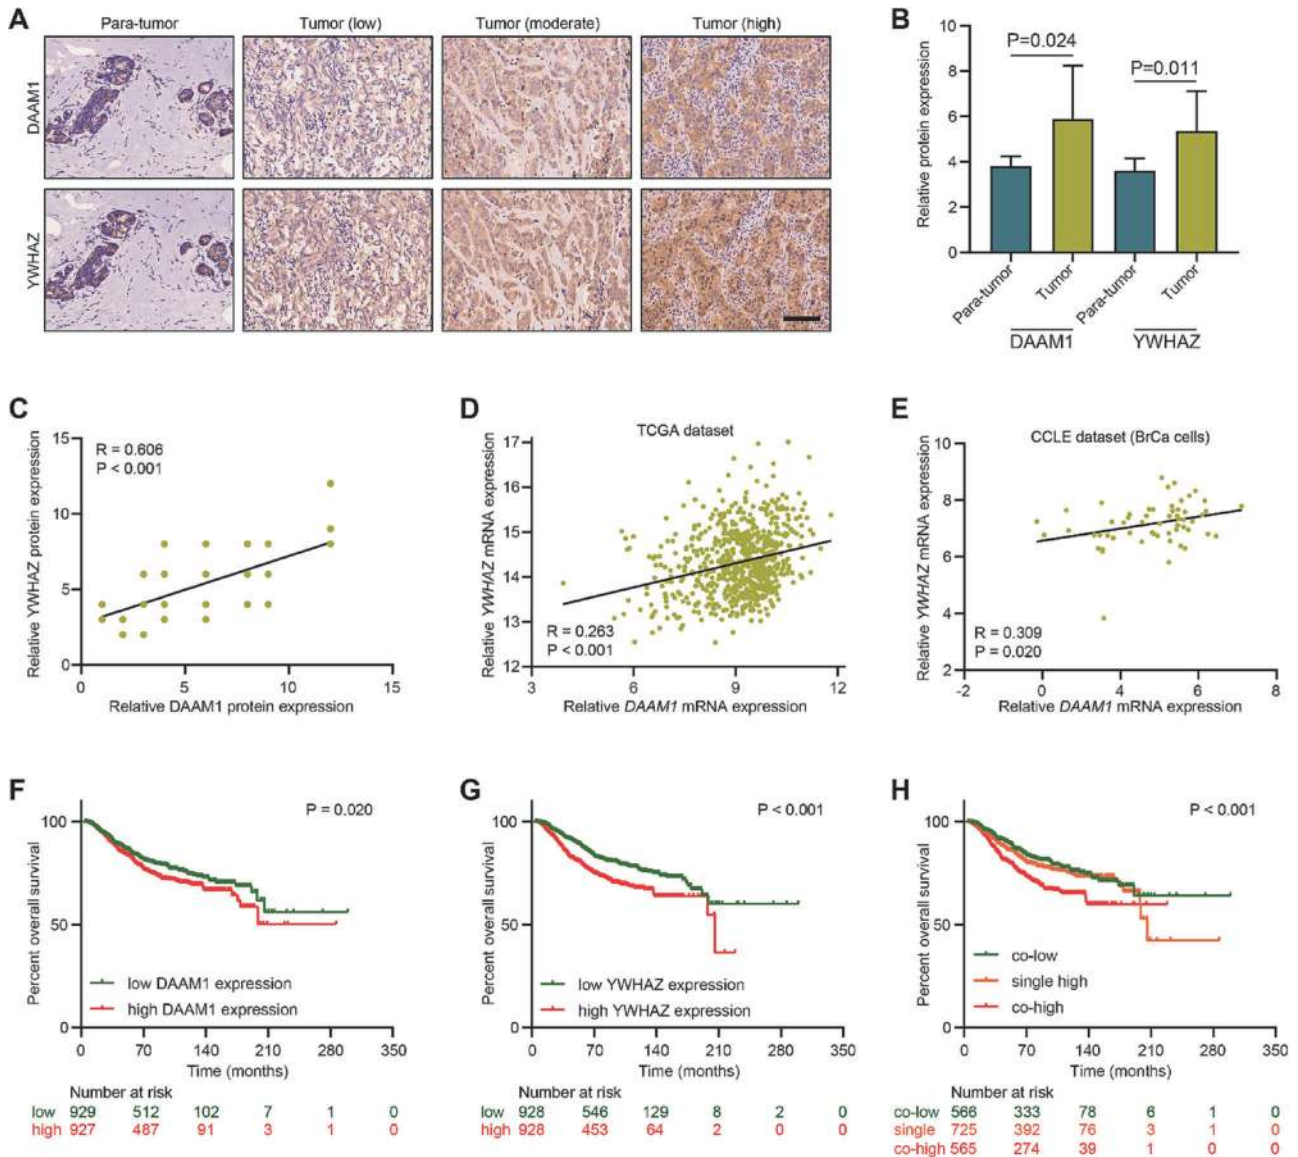 A
Para-tumor
Tumor (low)
Tumor (moderate)
Tumor (high)
DAAM1
YWHAZ
B
Relative protein expression
10
8
6
4
2
0
P=0.024
P=0.011
Para-tumor
Tumor
Para-tumor
Tumor
DAAM1
YWHAZ
C
Relative YWHAZ protein expression
15
10
5
0
R = 0.606
P < 0.001
0
5
10
15
Relative DAAM1 protein expression
D
TCGA dataset
Relative YWHAZ mRNA expression
17
16
15
14
13
12
R = 0.263
P < 0.001
3
6
9
12
Relative DAAM1 mRNA expression
E
CCLE dataset (BrCa cells)
Relative YWHAZ mRNA expression
10
8
6
4
2
R = 0.309
P = 0.020
-2
0
2
4
6
8
Relative DAAM1 mRNA expression
F
P = 0.020
Percent overall survival
100
50
0
low DAAM1 expression
high DAAM1 expression
0 70 140 210 280 350
Time (months)
Number at risk
low 929 512 102 7 1 0
high 927 487 91 3 1 0
G
P < 0.001
Percent overall survival
100
50
0
low YWHAZ expression
high YWHAZ expression
0 70 140 210 280 350
Time (months)
Number at risk
low 928 546 129 8 2 0
high 928 453 64 2 0 0
H
P < 0.001
Percent overall survival
100
50
0
co-low
single high
co-high
0 70 140 210 280 350
Time (months)
Number at risk
co-low 566 333 78 6 1 0
single 725 392 76 3 1 0
co-high 565 274 39 1 0 0